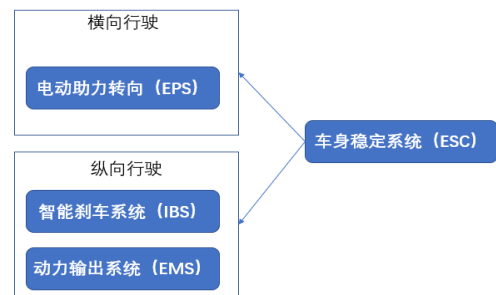 横向行驶
电动助力转向（EPS）
车身稳定系统（ESC）
纵向行驶
智能刹车系统（IBS）
动力输出系统（EMS）